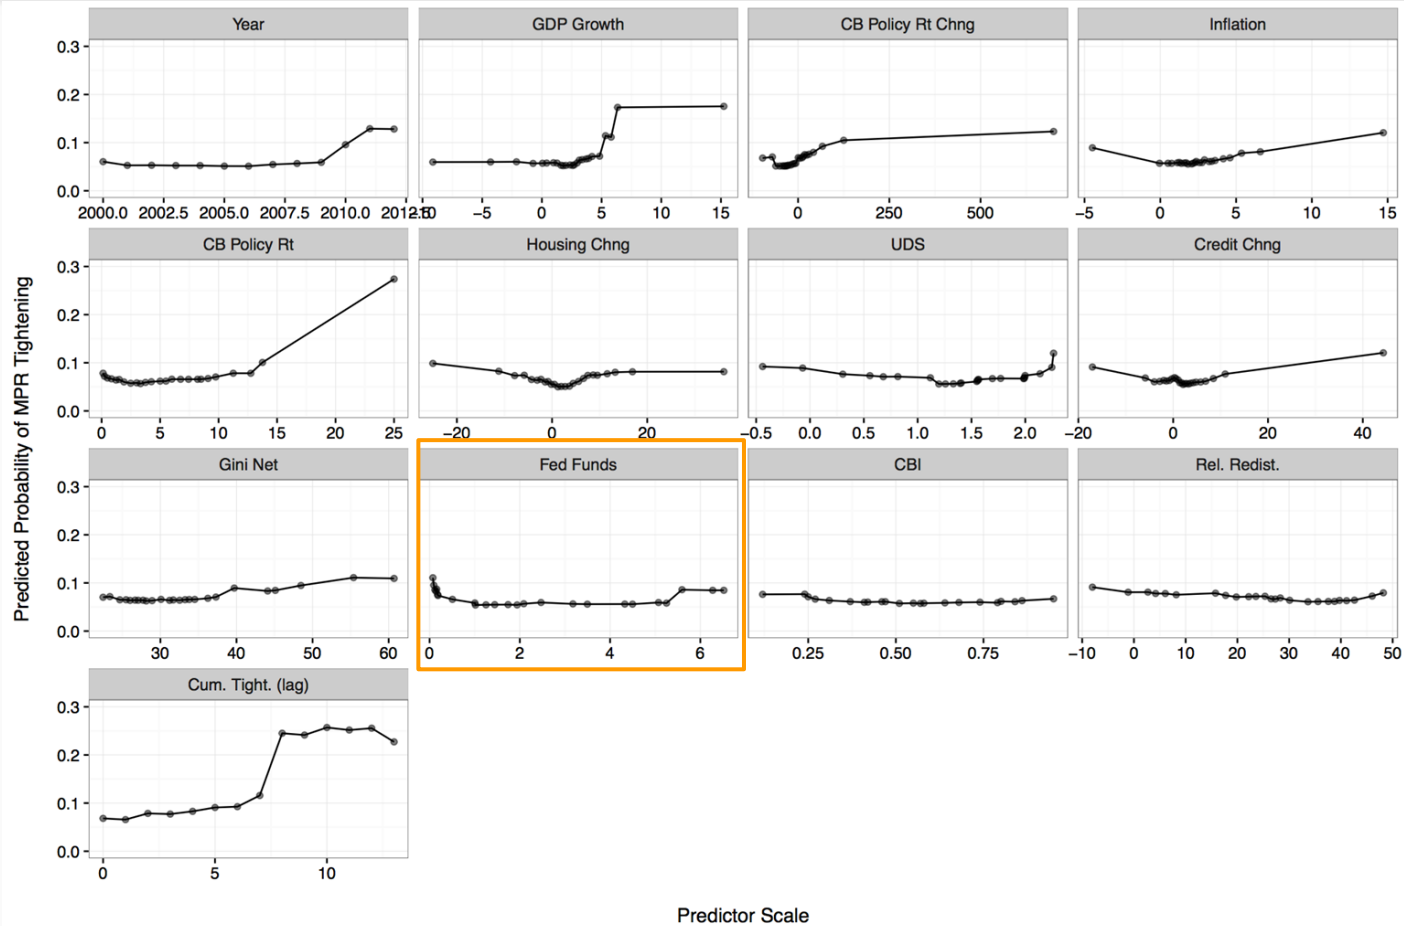 Year GDP Growth CB Policy Rt Chng Inflation
0.3
0.2
0.1
0.0
2000.0 2002.5 2005.0 2007.5 2010.0 2012.5
−10 −5 0 5 10 15
0 250 500
−5 0 5 10 15
CB Policy Rt Housing Chng UDS Credit Chng
0.3
0.2
0.1
0.0
0 5 10 15 20 25
−20 0 20
−0.5 0.0 0.5 1.0 1.5 2.0
−20 0 20 40
Predicted Probability of MPR Tightening
Gini Net Fed Funds CBI Rel. Redist.
0.3
0.2
0.1
0.0
30 40 50 60
0 2 4 6
0.25 0.50 0.75
−10 0 10 20 30 40 50
Cum. Tight. (lag)
0.3
0.2
0.1
0.0
0 5 10
Predictor Scale